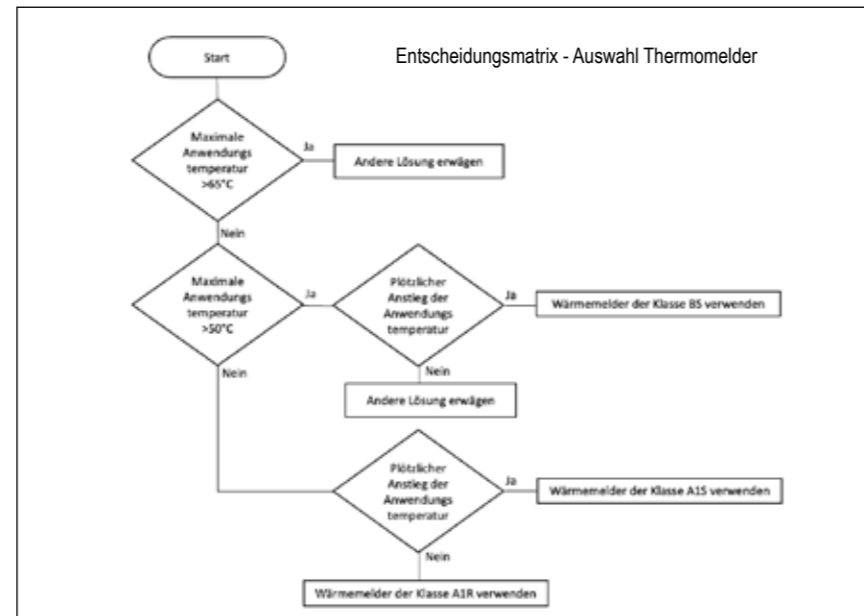 Entscheidungsmatrix - Auswahl Thermomelder
Start
Maximale
Anwendungs
temperatur
>65°C
Ja
Andere Lösung erwägen
Nein
Maximale
Anwendungs
temperatur
>50°C
Ja
Plötzlicher
Anstieg der
Anwendungs
temperatur
Ja
Wärmemelder der Klasse BS verwenden
Nein
Nein
Andere Lösung erwägen
Plötzlicher
Anstieg der
Anwendungs
temperatur
Ja
Wärmemelder der Klasse A1S verwenden
Nein
Wärmemelder der Klasse A1R verwenden